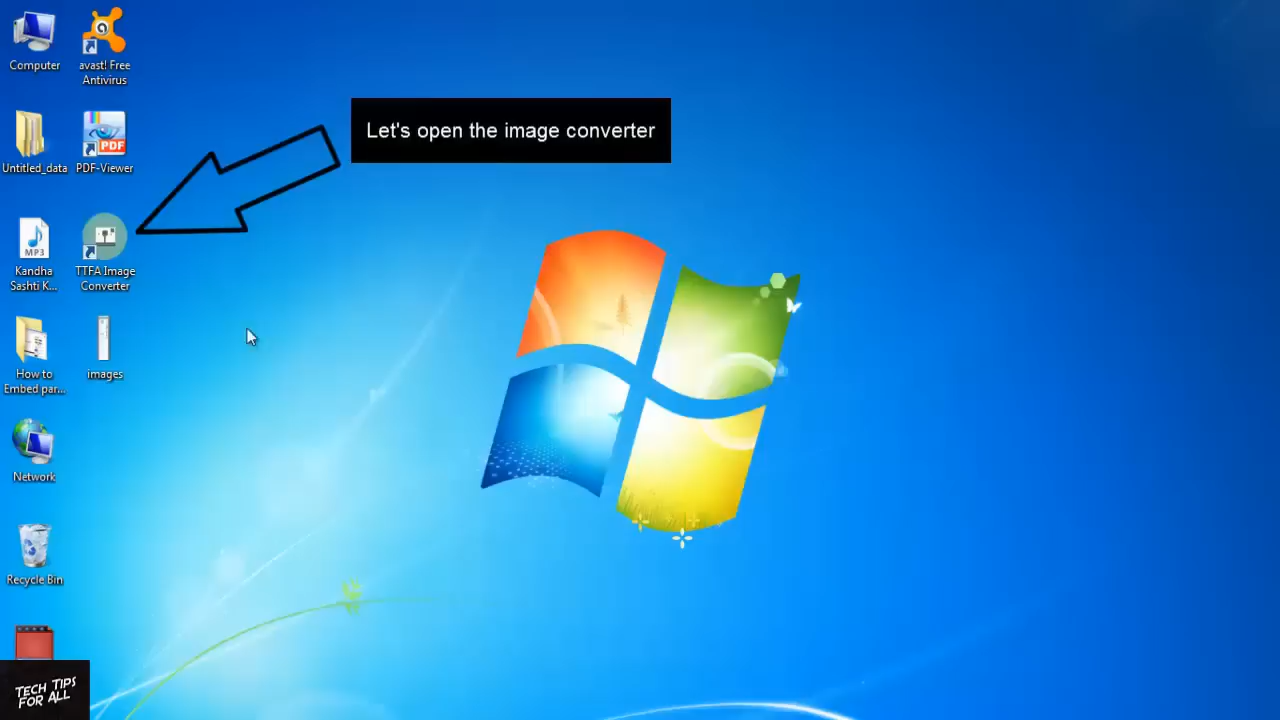 Computer
avast! Free
Antivirus
Let's open the image converter
PDF
Untitled_data
PDF-Viewer
MP3
Kandha
Sashti K...
TTFA Image
Converter
How to
Embed par...
images
Network
Recycle Bin
TECH TIPS
FOR ALL